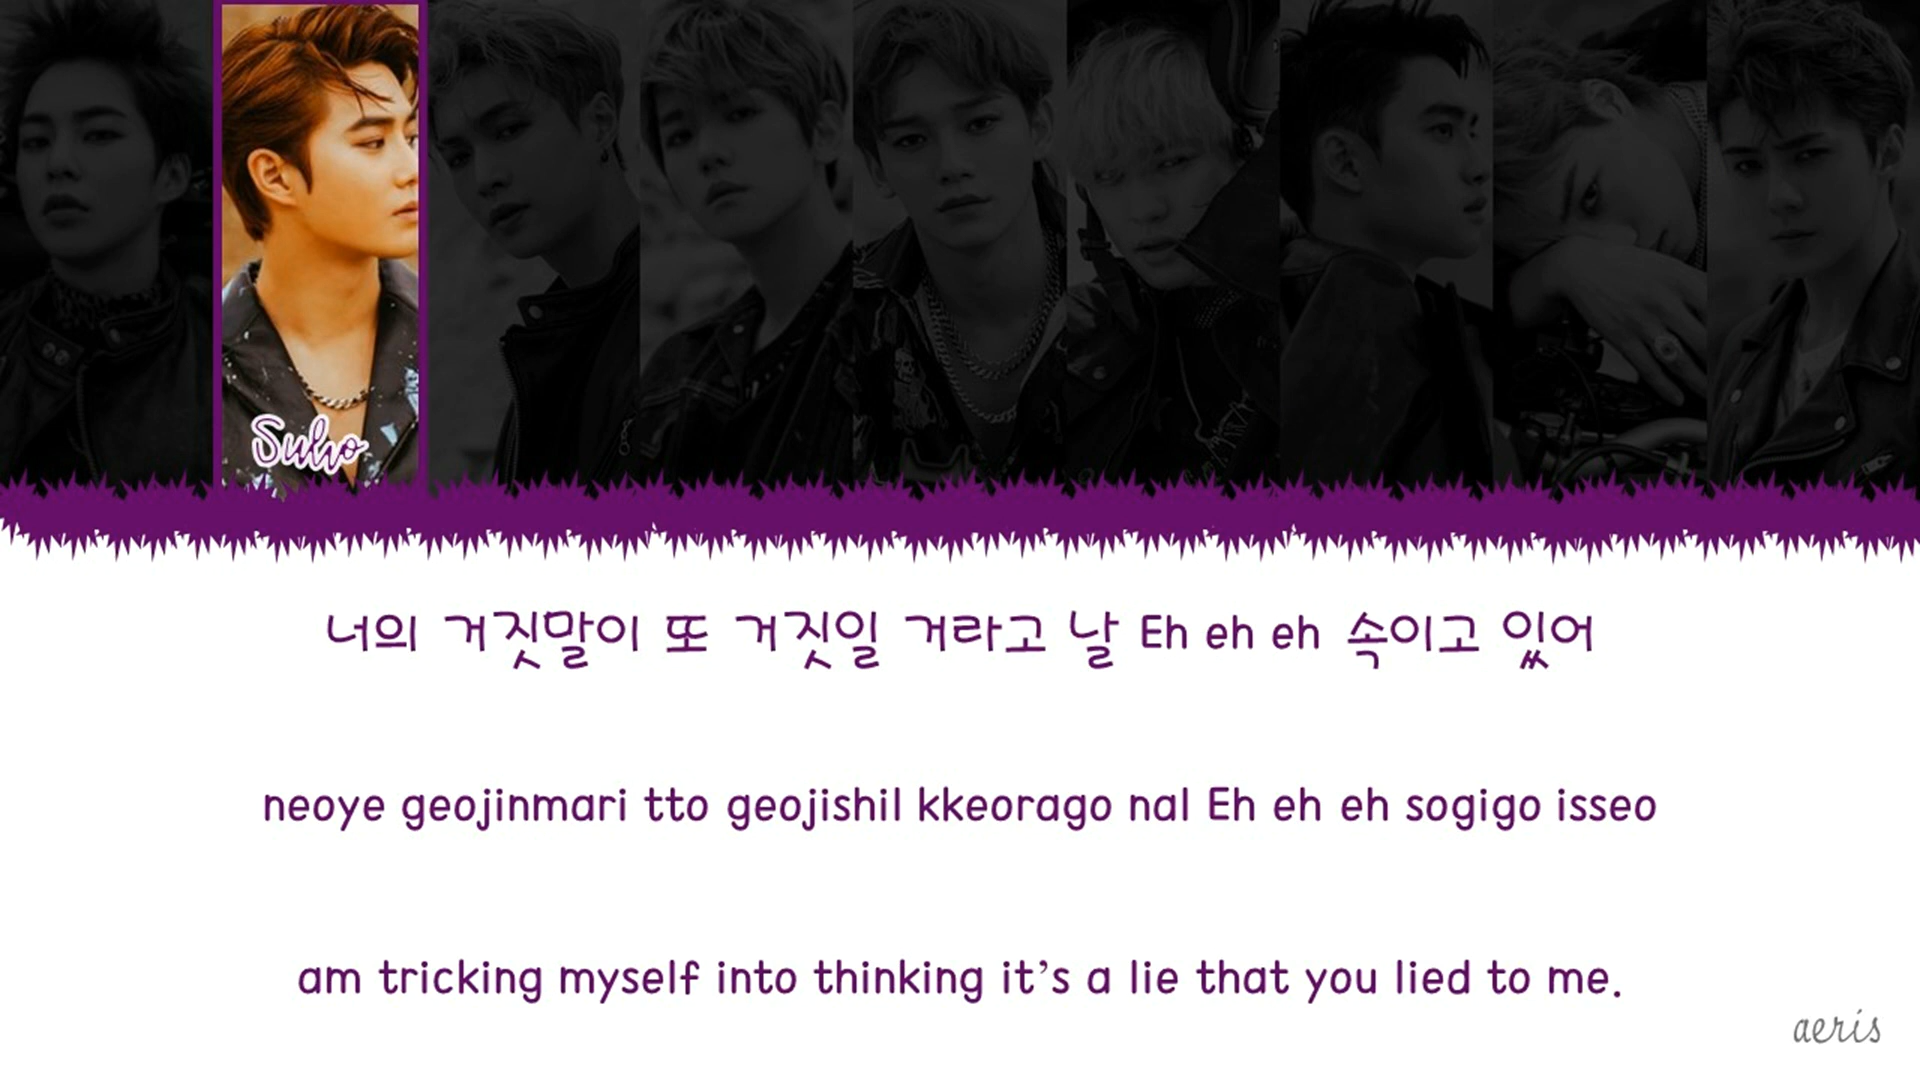 Suho
너의 거짓말이 또 거짓일 거라고 날 Eh eh eh 속이고 있어
neoye geojinmari tto geojishil kkeorago nal Eh eh eh sogigo isseo
am tricking myself into thinking it’s a lie that you lied to me.
aeris